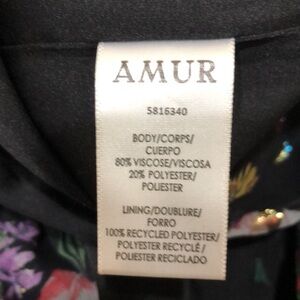 AMUR
5816340
BODY/CORPS/
CUERPO
80% VISCOSE/VISCOSA
20% POLYESTER/
POLIESTER
LINING/DOUBLURE/
FORRO
100% RECYCLED POLYESTER/
POLYESTER RECYCLÉ /
POLIESTER RECICLADO